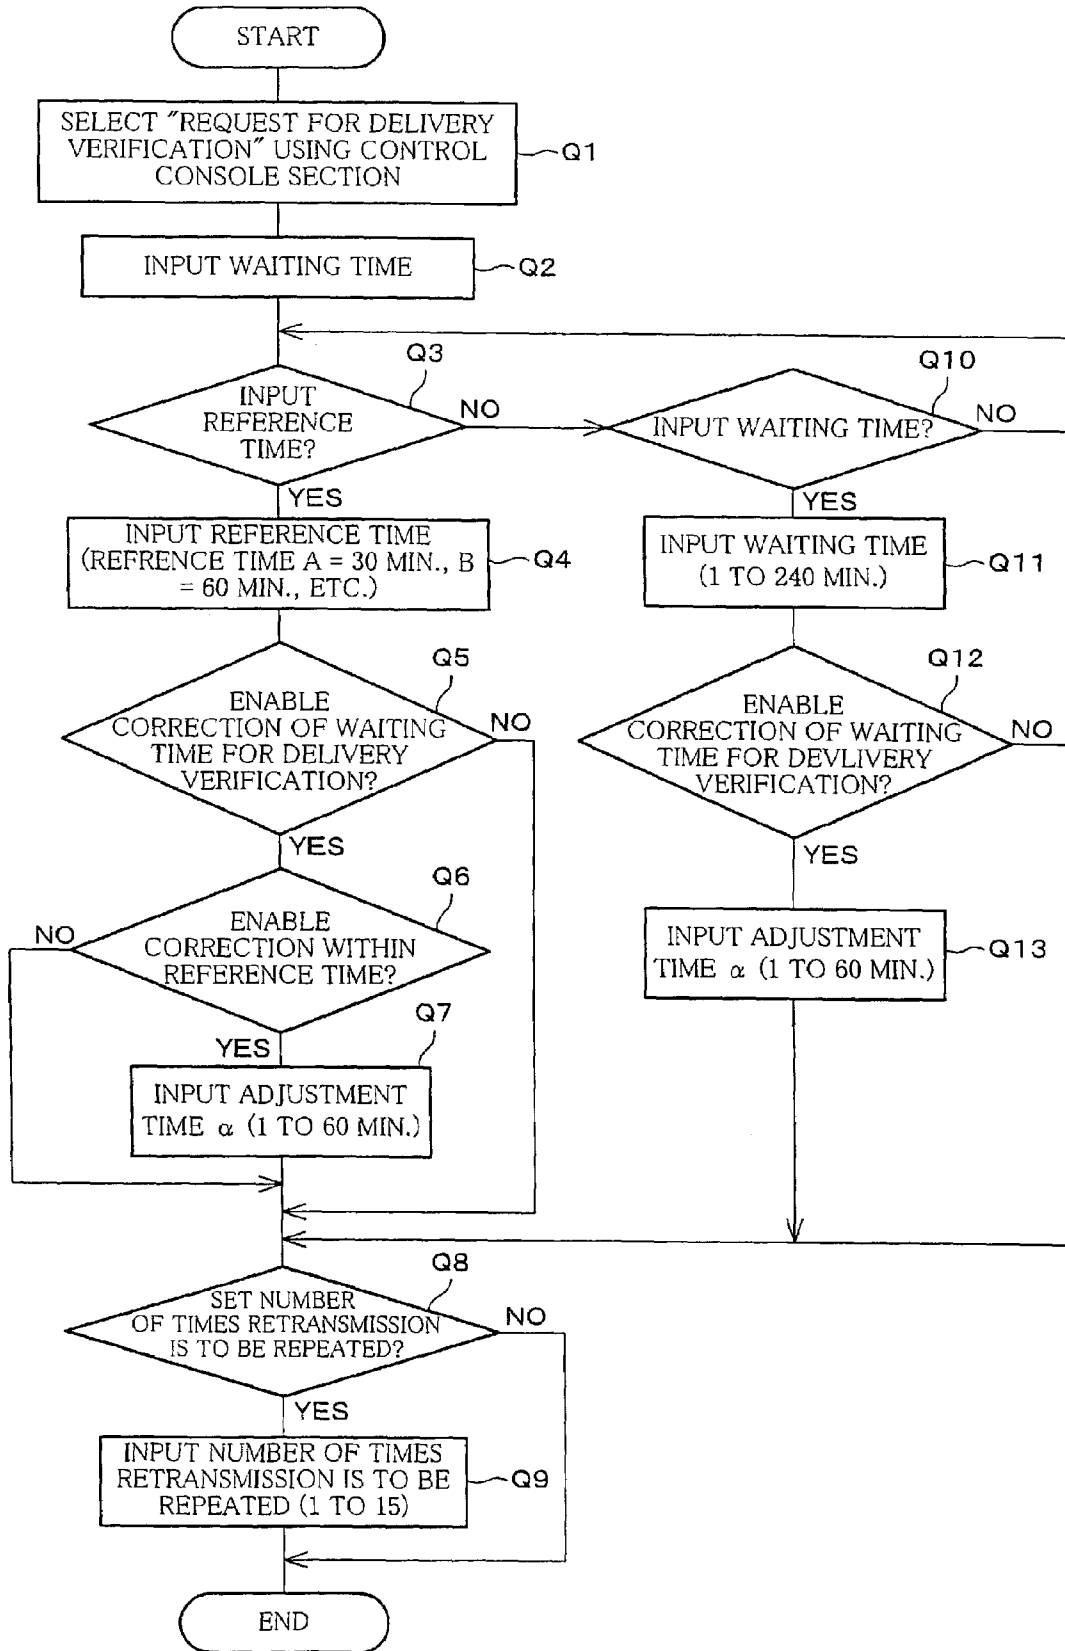 START
SELECT "REQUEST FOR DELIVERY
VERIFICATION" USING CONTROL
CONSOLE SECTION
Q1
INPUT WAITING TIME
Q2
Q3
INPUT
REFERENCE
TIME?
NO
YES
Q10
INPUT WAITING TIME?
NO
YES
INPUT REFERENCE TIME
(REFRENCE TIME A = 30 MIN., B
= 60 MIN., ETC.)
Q4
INPUT WAITING TIME
(1 TO 240 MIN.)
Q11
Q5
ENABLE
CORRECTION OF WAITING
TIME FOR DELIVERY
VERIFICATION?
NO
YES
Q12
ENABLE
CORRECTION OF WAITING
TIME FOR DEVLIVERY
VERIFICATION?
NO
YES
Q6
ENABLE
CORRECTION WITHIN
REFERENCE TIME?
NO
YES
INPUT ADJUSTMENT
TIME α (1 TO 60 MIN.)
Q13
Q7
INPUT ADJUSTMENT
TIME α (1 TO 60 MIN.)
Q8
SET NUMBER
OF TIMES RETRANSMISSION
IS TO BE REPEATED?
NO
YES
INPUT NUMBER OF TIMES
RETRANSMISSION IS TO BE
REPEATED (1 TO 15)
Q9
END